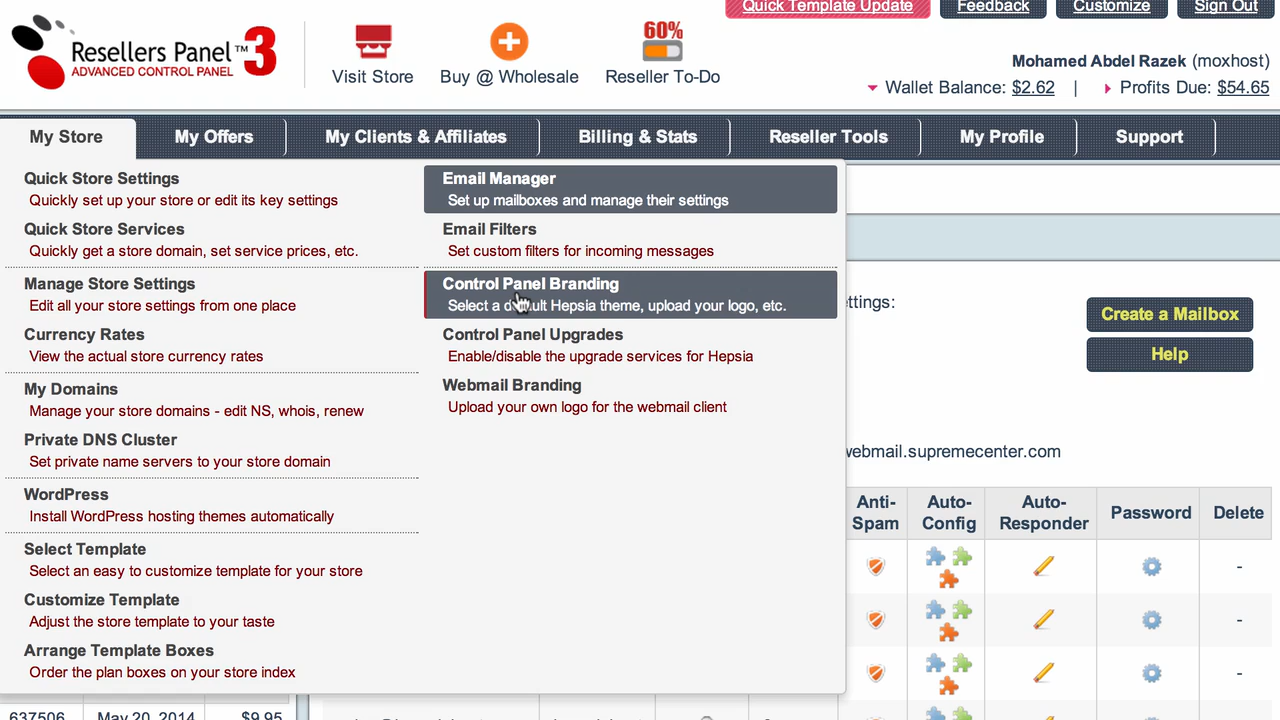 Quick Template Update
Feedback
Customize
Sign Out
Resellers Panel™ 3
ADVANCED CONTROL PANEL
Visit Store
Buy @ Wholesale
60%
Reseller To-Do
Mohamed Abdel Razek (moxhost)
Wallet Balance: $2.62 | Profits Due: $54.65
My Store
My Offers
My Clients & Affiliates
Billing & Stats
Reseller Tools
My Profile
Support
Quick Store Settings
Quickly set up your store or edit its key settings
Quick Store Services
Quickly get a store domain, set service prices, etc.
Manage Store Settings
Edit all your store settings from one place
Currency Rates
View the actual store currency rates
My Domains
Manage your store domains - edit NS, whois, renew
Private DNS Cluster
Set private name servers to your store domain
WordPress
Install WordPress hosting themes automatically
Select Template
Select an easy to customize template for your store
Customize Template
Adjust the store template to your taste
Arrange Template Boxes
Order the plan boxes on your store index
Email Manager
Set up mailboxes and manage their settings
Email Filters
Set custom filters for incoming messages
Control Panel Branding
Select a default Hepsia theme, upload your logo, etc.
Control Panel Upgrades
Enable/disable the upgrade services for Hepsia
Webmail Branding
Upload your own logo for the webmail client
ettings:
Create a Mailbox
Help
webmail.supremecenter.com
Anti-
Spam
Auto-
Config
Auto-
Responder
Password
Delete
-
-
-
637506
May 20, 2014
$9.95